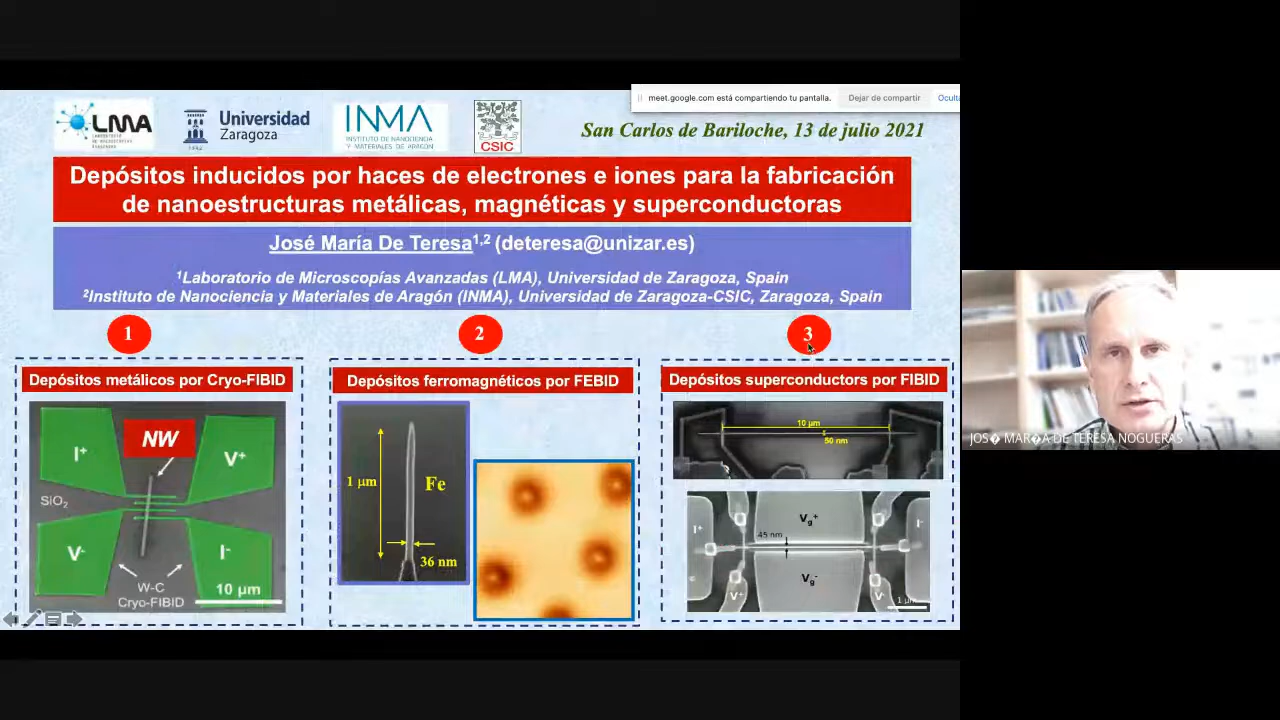 meet.google.com está compartiendo tu pantalla. Dejar de compartir
LMA
Universidad
Zaragoza
1542
INMA
INSTITUTO DE NANOCIENCIA
Y MATERIALES DE ARAGÓN
CSIC
San Carlos de Bariloche, 13 de julio 2021
Depósitos inducidos por haces de electrones e iones para la fabricación
de nanoestructuras metálicas, magnéticas y superconductoras
José María De Teresa1,2 (deteresa@unizar.es)
1Laboratorio de Microscopías Avanzadas (LMA), Universidad de Zaragoza, Spain
2Instituto de Nanociencia y Materiales de Aragón (INMA), Universidad de Zaragoza-CSIC, Zaragoza, Spain
1
2
3
Depósitos metálicos por Cryo-FIBID
NW
I+
V+
SiO2
V-
I-
W-C
Cryo-FIBID
10 µm
Depósitos ferromagnéticos por FEBID
1 µm
Fe
36 nm
Depósitos superconductors por FIBID
10 µm
50 nm
I+
Vg+
I-
45 nm
Vg-
V+
V-
1 µm
JOS� MAR�A DE TERESA NOGUERAS